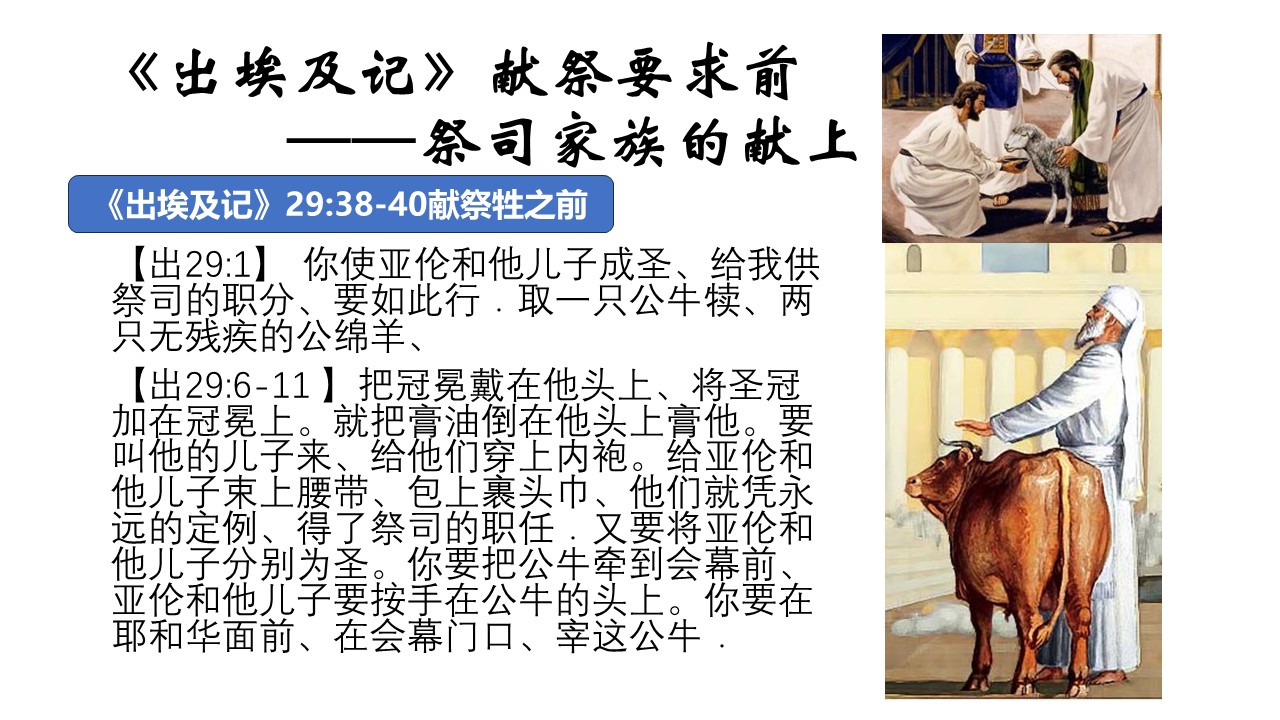 《出埃及记》献祭要求前
——祭司家族的献上
《出埃及记》29:38-40献祭牲之前
【出29:1】 你使亚伦和他儿子成圣、给我供
祭司的职分、要如此行．取一只公牛犊、两
只无残疾的公绵羊、
【出29:6-11 】把冠冕戴在他头上、将圣冠
加在冠冕上。就把膏油倒在他头上膏他。要
叫他的儿子来、给他们穿上内袍。给亚伦和
他儿子束上腰带、包上裹头巾、他们就凭永
远的定例、得了祭司的职任．又要将亚伦和
他儿子分别为圣。你要把公牛牵到会幕前、
亚伦和他儿子要按手在公牛的头上。你要在
耶和华面前、在会幕门口、宰这公牛．